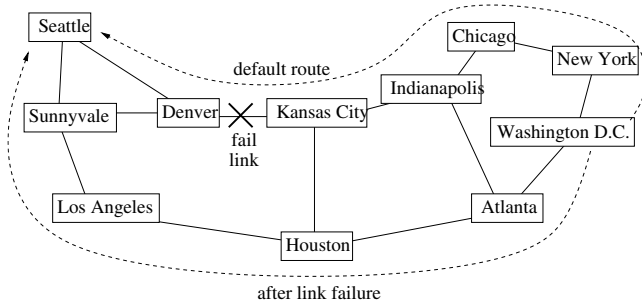 Seattle
Chicago
New York
default route
Indianapolis
Sunnyvale
Denver
Kansas City
fail
link
Washington D.C.
Los Angeles
Atlanta
Houston
after link failure